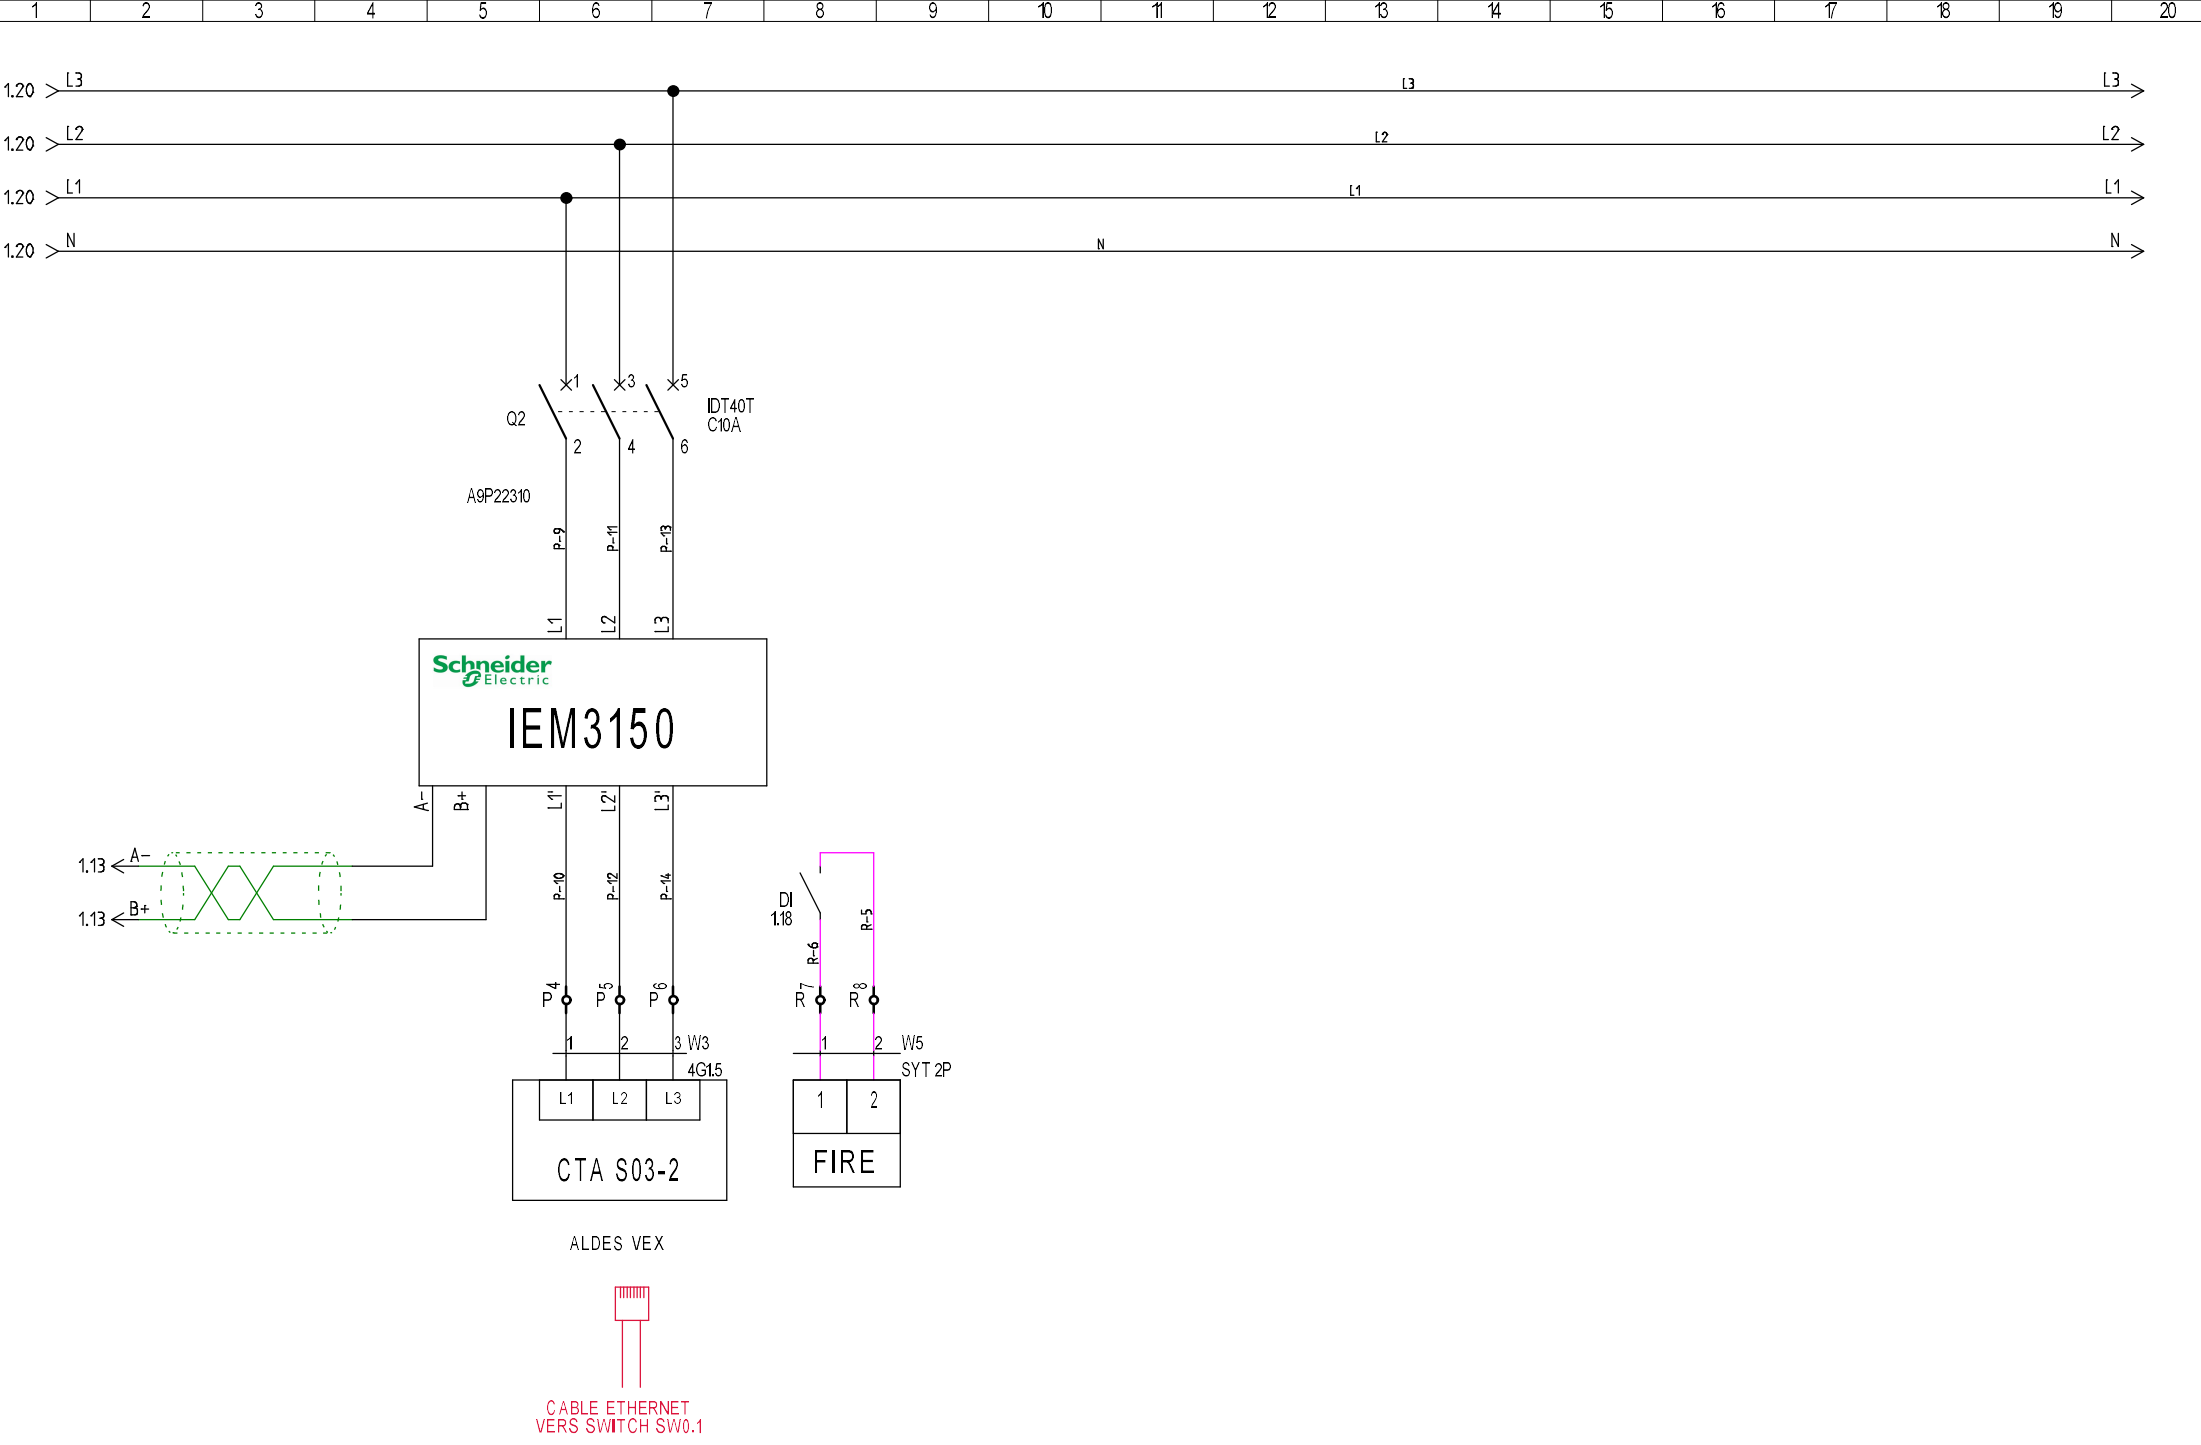 1 2 3 4 5 6 7 8 9 10 11 12 13 14 15 16 17 18 19 20
1.20 L3 L3 L3
1.20 L2 L2 L2
1.20 L1 L1 L1
1.20 N N N
1 3 5
Q2
IDT40T
C10A
2 4 6
A9P22310
P-9 P-11 P-13
L1 L2 L3
Schneider
Electric
IEM3150
A- B+ L1' L2' L3'
1.13 A-
1.13 B+
P-10 P-12 P-14
DI
1.18
R-6 R-5
P4 P5 P6 R7 R8
1 2 3 W3
4G1.5
1 2 W5
SYT 2P
L1 L2 L3
1 2
CTA S03-2
FIRE
ALDES VEX
CABLE ETHERNET
VERS SWITCH SW0.1